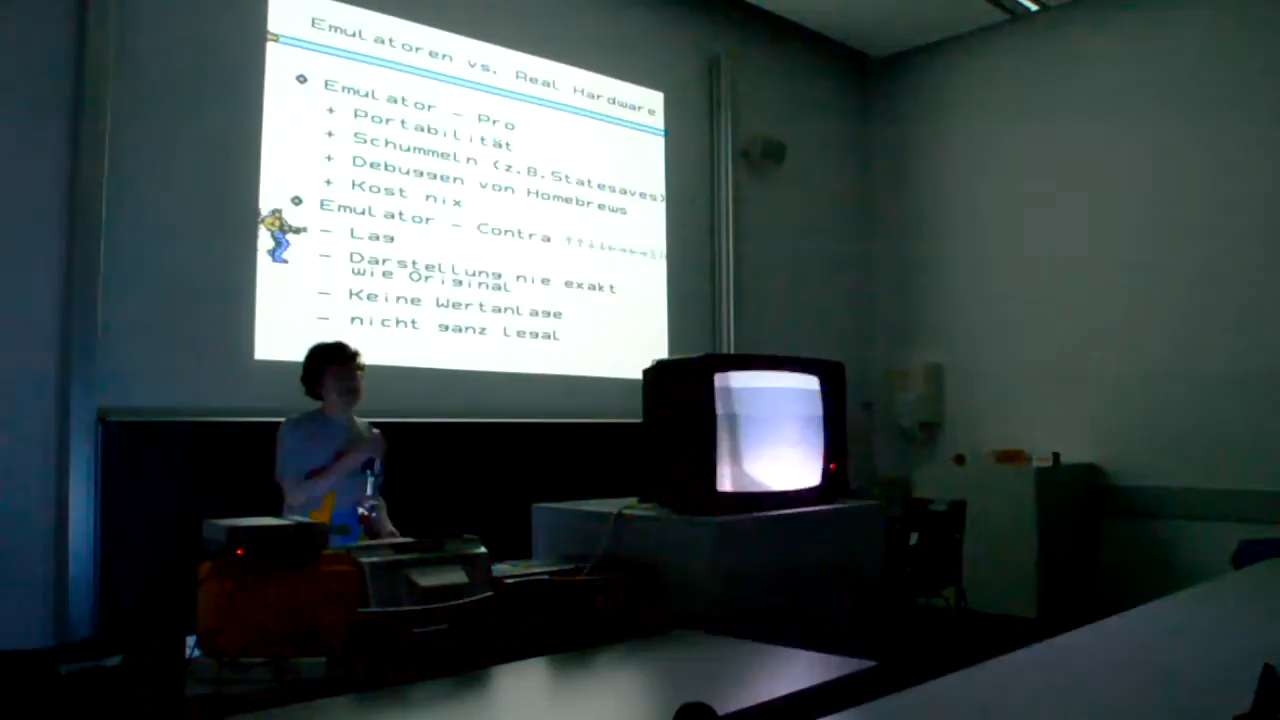 Emulatoren vs. Real Hardware
Emulator - Pro
+ Portabilität
+ Schummeln (z.B.Statesaves)
+ Debuggen von Homebrews
+ Kost nix
Emulator - Contra ↑↑↓↓←→←→
- Lag
- Darstellung nie exakt
wie Original
- Keine Wertanlage
- nicht ganz legal